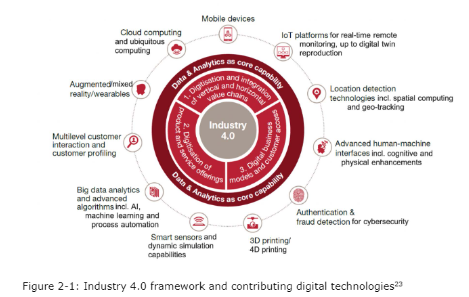 Mobile devices
Cloud computing
and ubiquitous
computing
IoT platforms for real-time remote
monitoring, up to digital twin
reproduction
Augmented/mixed
reality/wearables
Location detection
technologies incl. spatial computing
and geo-tracking
Multilevel customer
interaction and
customer profiling
Advanced human-machine
interfaces incl. cognitive and
physical enhancements
Big data analytics
and advanced
algorithms incl. AI,
machine learning and
process automation
Authentication &
fraud detection for cybersecurity
Smart sensors and
dynamic simulation
capabilities
3D printing/
4D printing
Data & Analytics as core capability
1. Digitisation and integration
of vertical and horizontal
value chains
2. Digitisation of
product and service offerings
3. Digital business
models and customer access
Industry
4.0
Data & Analytics as core capability
Figure 2-1: Industry 4.0 framework and contributing digital technologies23